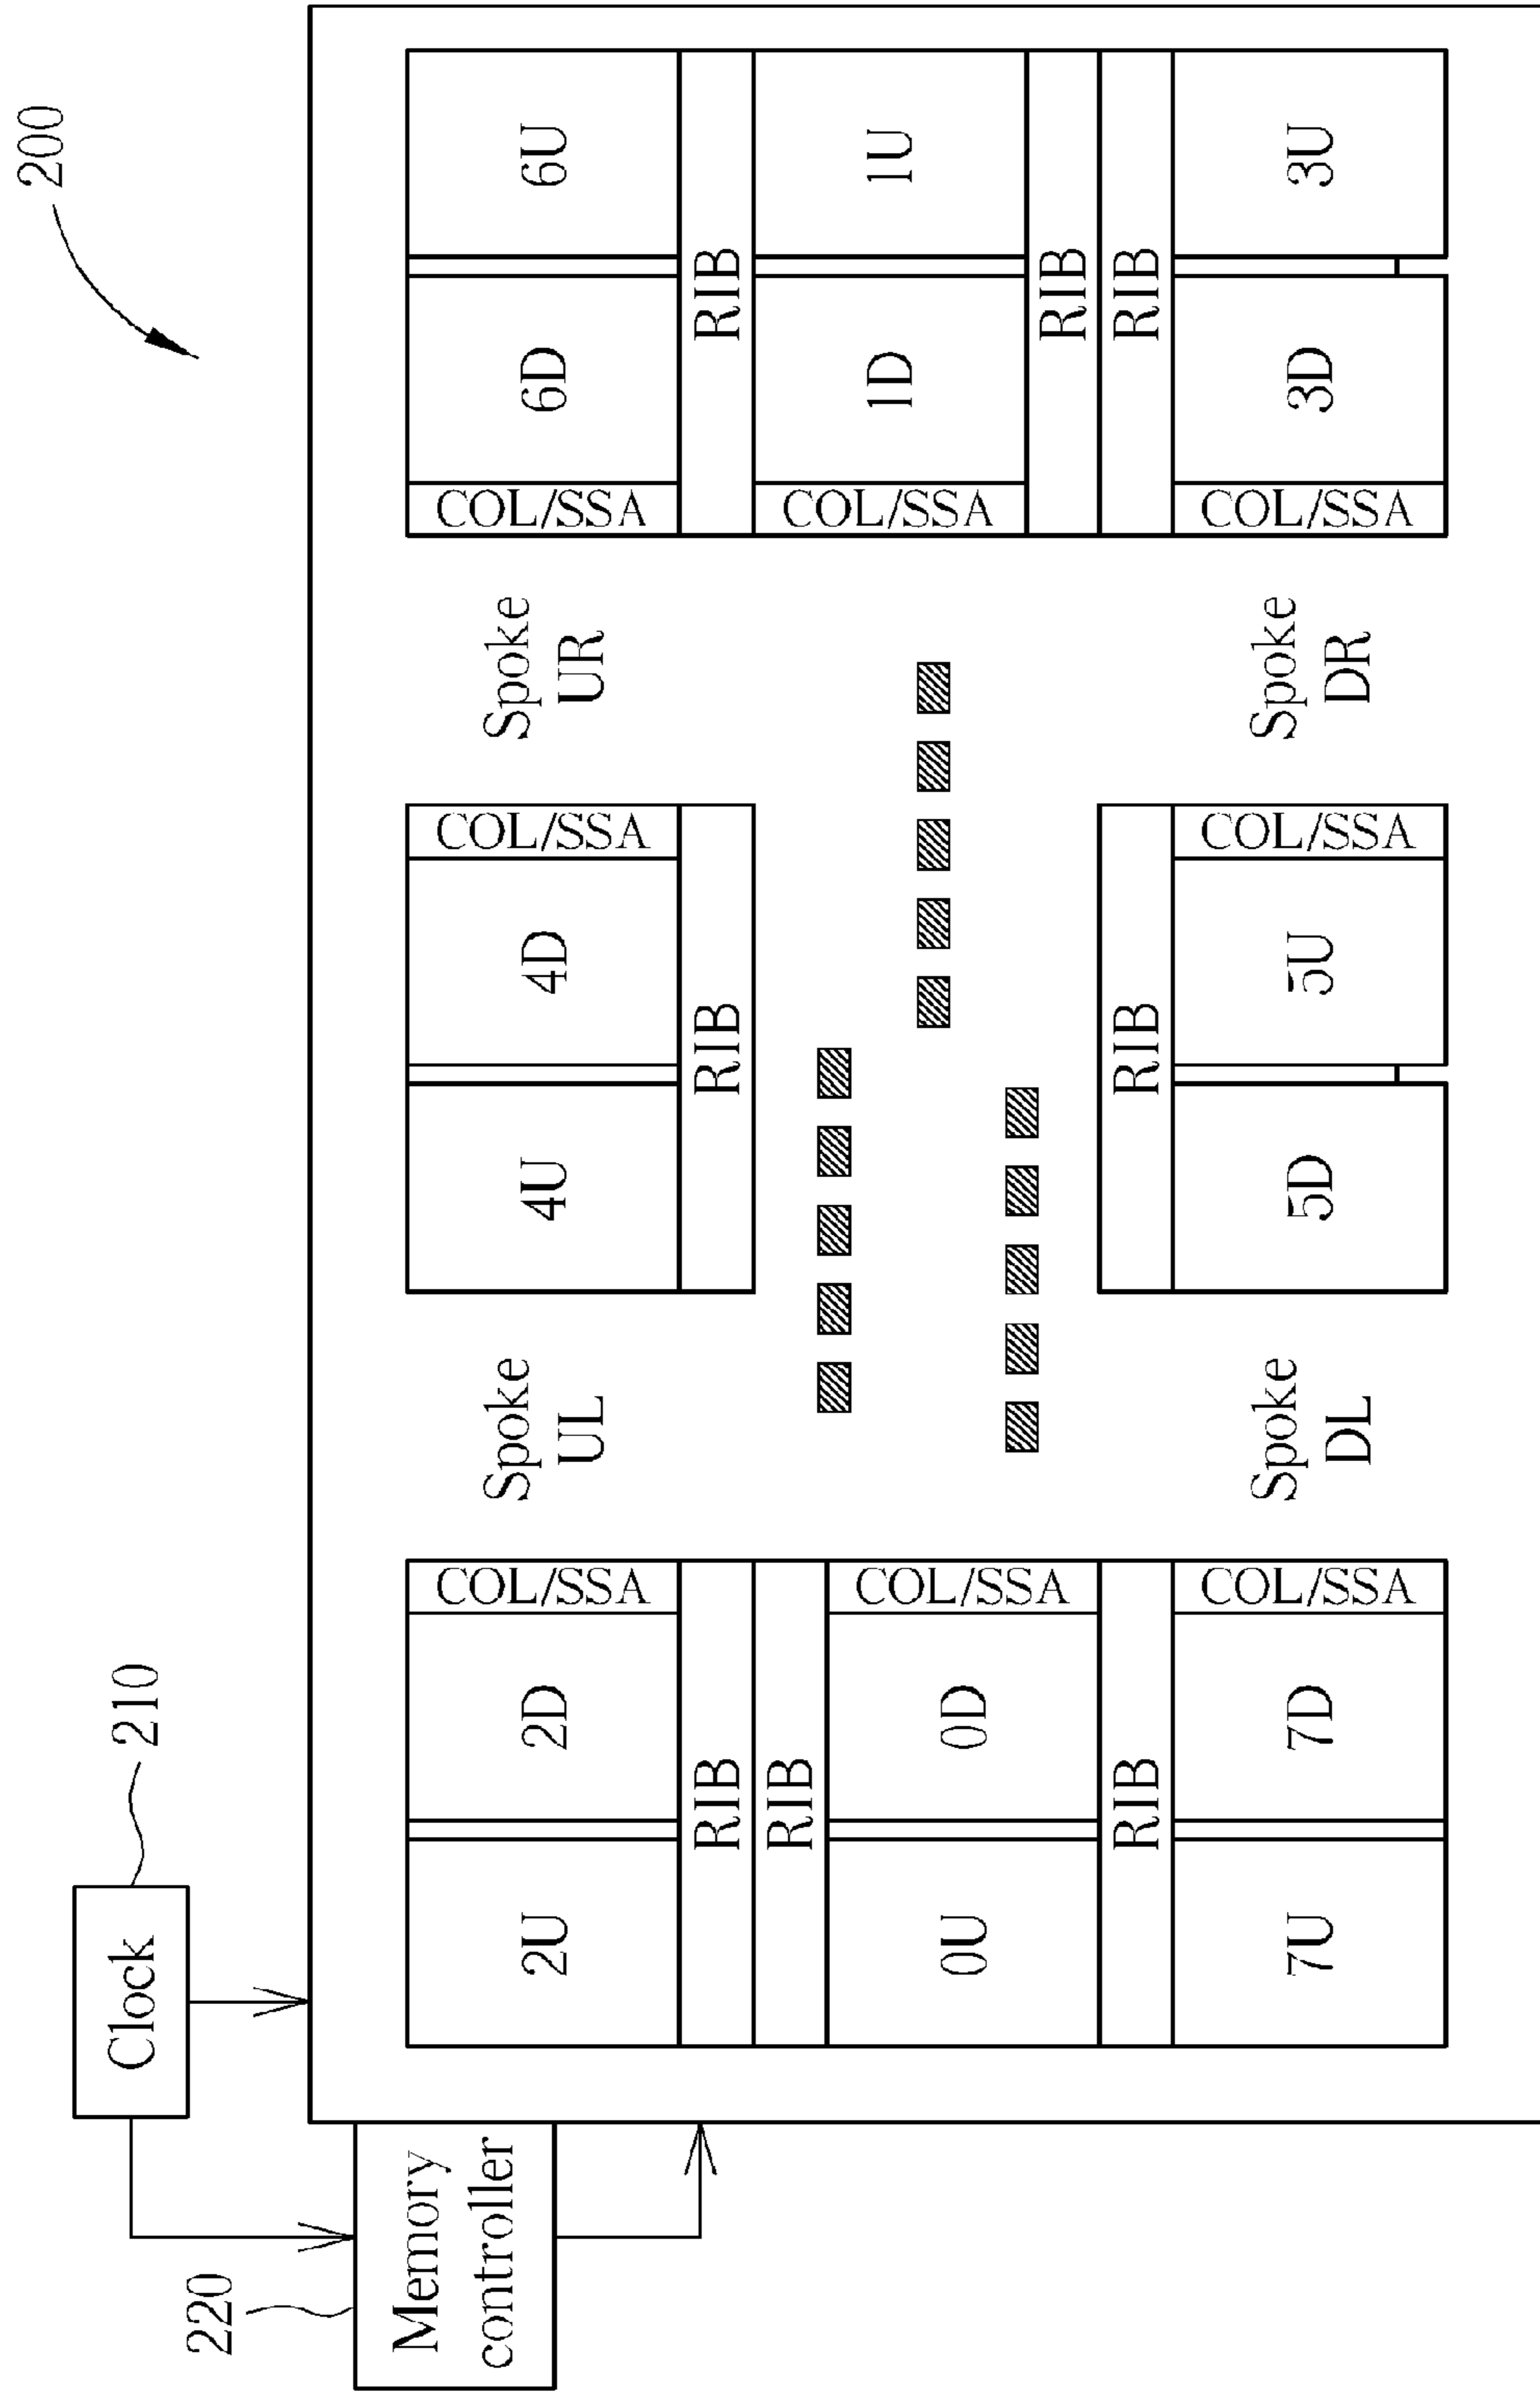 200
Clock
210
220
Memory
controller
2U
2D
COL/SSA
Spoke
UL
4U
4D
COL/SSA
Spoke
UR
COL/SSA
6D
6U
RIB
RIB
RIB
RIB
0U
0D
COL/SSA
COL/SSA
1D
1U
RIB
RIB
RIB
RIB
7U
7D
COL/SSA
Spoke
DL
5D
5U
COL/SSA
Spoke
DR
COL/SSA
3D
3U